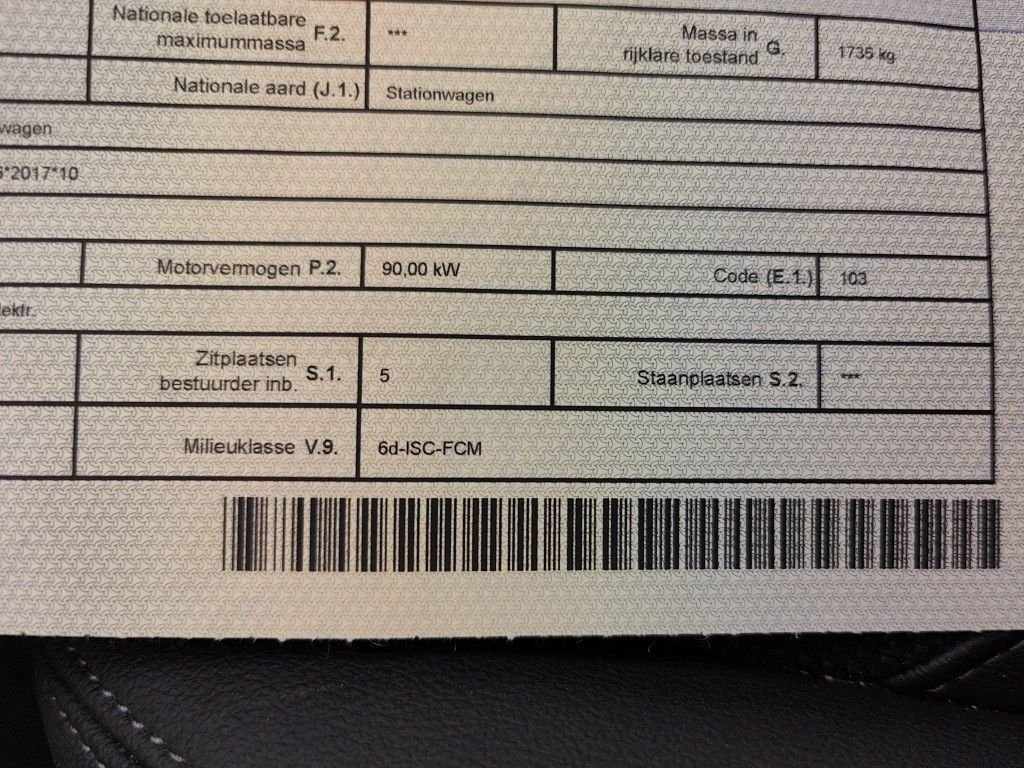 Nationale toelaatbare
maximummassa F.2. *** Massa in
rijklare toestand G. 1735 kg
Nationale aard (J.1.) Stationwagen
wagen
*2017*10
Motorvermogen P.2. 90,00 kW Code (E.1.) 103
ektr.
Zitplaatsen
bestuurder inb. S.1. 5 Staanplaatsen S.2. ***
Milieuklasse V.9. 6d-ISC-FCM